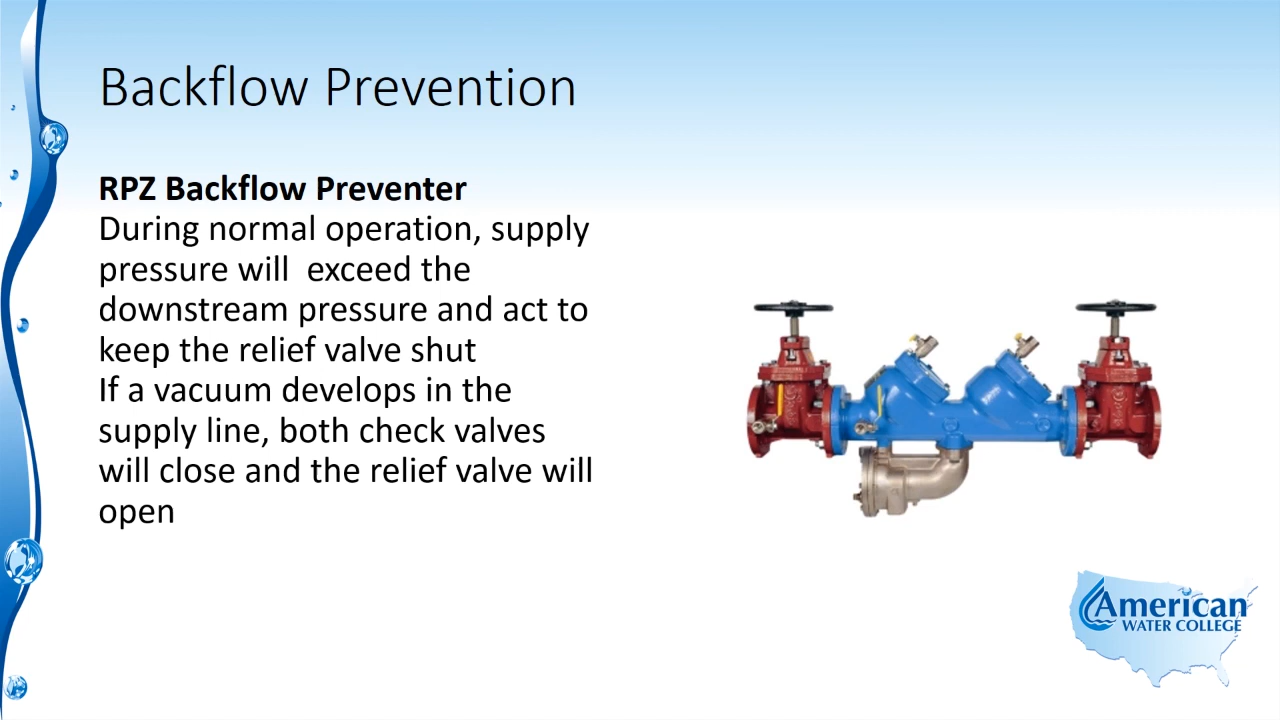 Backflow Prevention
RPZ Backflow Preventer
During normal operation, supply
pressure will  exceed the
downstream pressure and act to
keep the relief valve shut
If a vacuum develops in the
supply line, both check valves
will close and the relief valve will
open
American
WATER COLLEGE